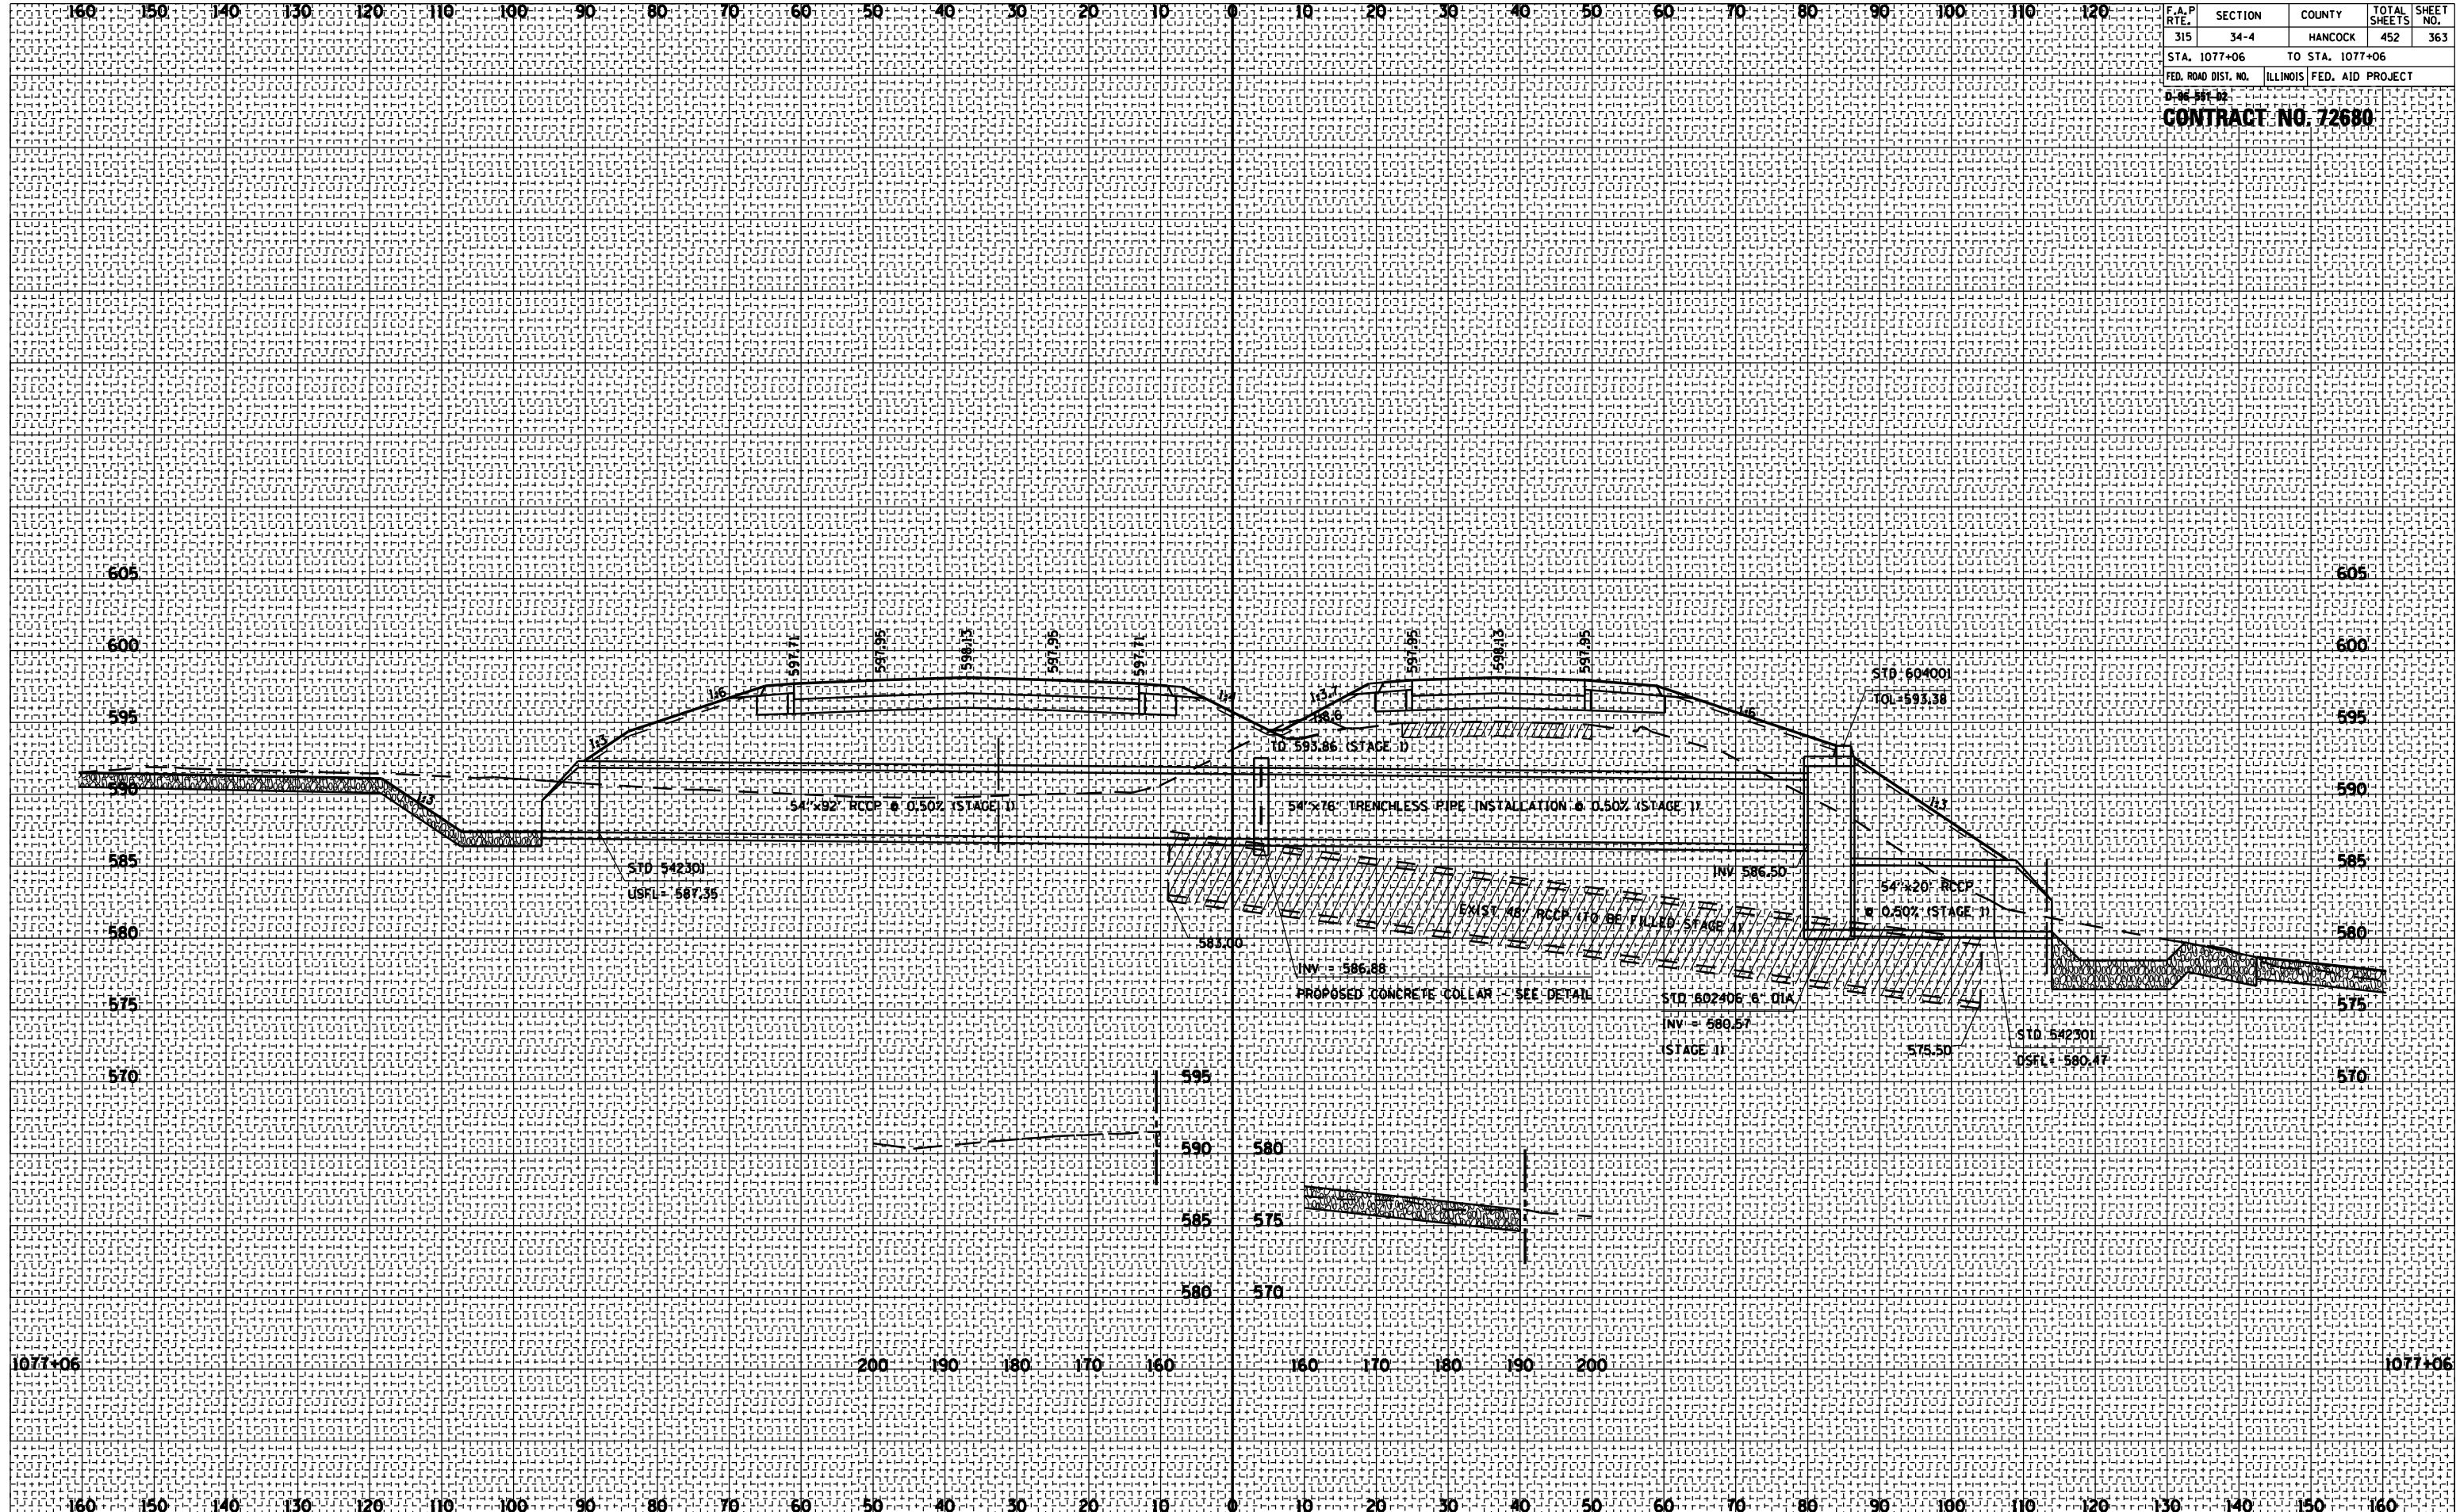 160 150 140 130 120 110 100 90 80 70 60 50 40 30 20 10 0 10 20 30 40 50 60 70 80 90 100 110 120
F.A.P RTE. SECTION COUNTY TOTAL SHEETS SHEET NO.
315 34-4 HANCOCK 452 363
STA. 1077+06 TO STA. 1077+06
FED. ROAD DIST. NO. ILLINOIS FED. AID PROJECT
D-96-551-02
CONTRACT NO. 72680
605 605
600 600
597.71 597.95 598.13 597.95 597.71 597.95 598.13 597.95
STD 604001
TOL=593.38
1:6 1:4 1:3.7 1:6
1:8.6
595 595
1:3
TD 593.86 (STAGE 1)
590 590
1:3 1:3
54"x92' RCCP @ 0.50% (STAGE 1)
54"x76' TRENCHLESS PIPE INSTALLATION @ 0.50% (STAGE 1)
585 585
STD 542301
USFL= 587.35
INV 586.50
54"x20' RCCP
@ 0.50% (STAGE 1)
EXIST 48" RCCP (TO BE FILLED STAGE 1)
580 580
583.00
INV = 586.88
PROPOSED CONCRETE COLLAR - SEE DETAIL
STD 602406 6' DIA
INV = 580.57
(STAGE 1)
575 575
575.50
STD 542301
DSFL= 580.47
570 595 570
590 580
585 575
580 570
1077+06 200 190 180 170 160 160 170 180 190 200 1077+06
160 150 140 130 120 110 100 90 80 70 60 50 40 30 20 10 0 10 20 30 40 50 60 70 80 90 100 110 120 130 140 150 160